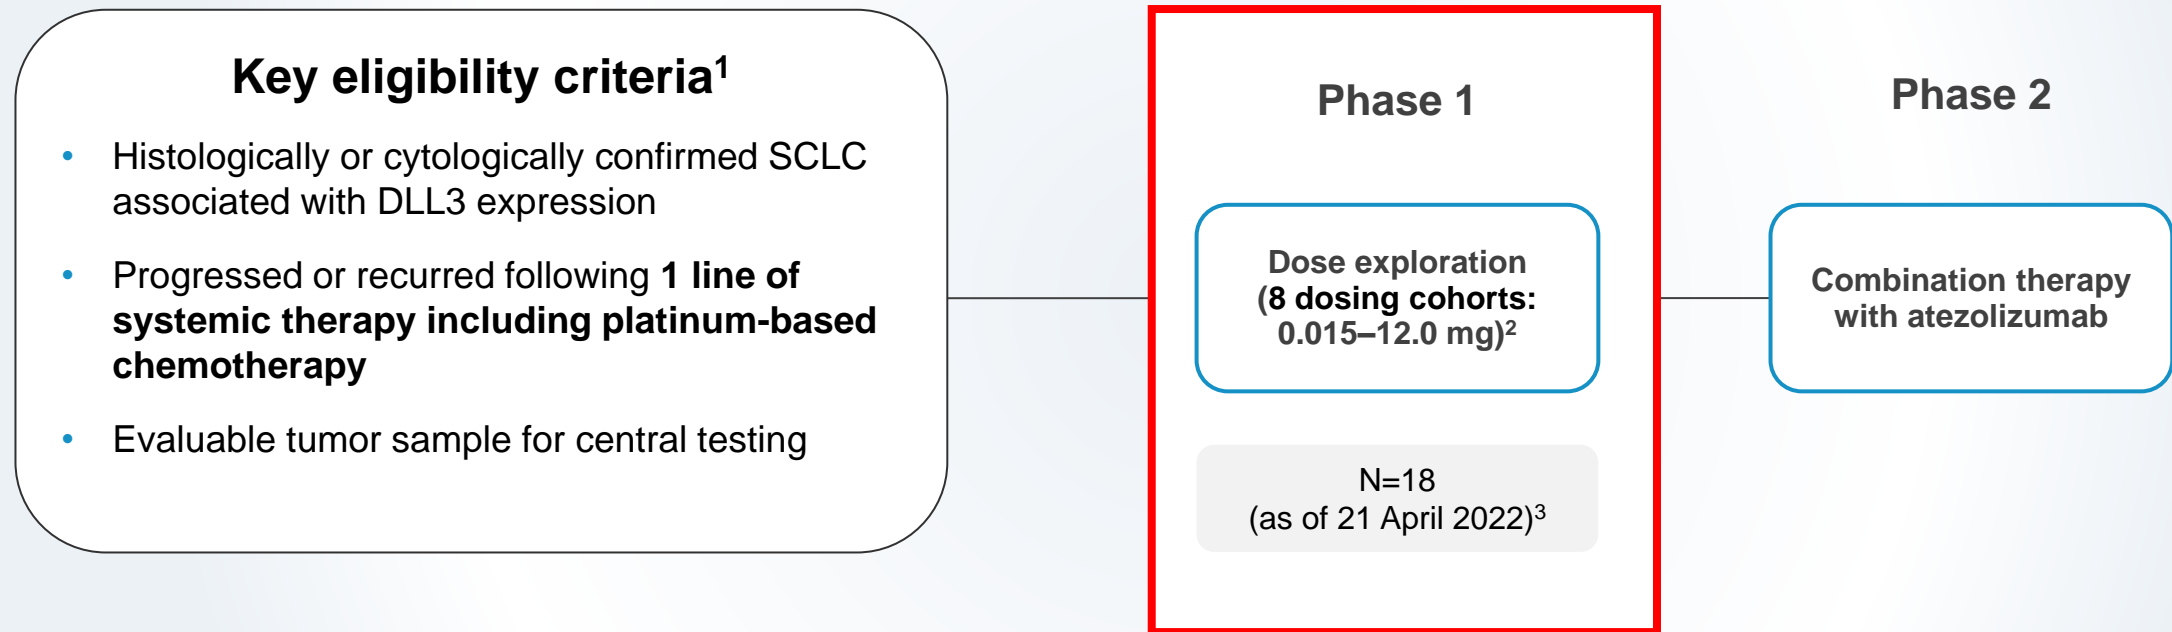 Key eligibility criteria1
• Histologically or cytologically confirmed SCLC
associated with DLL3 expression
• Progressed or recurred following 1 line of
systemic therapy including platinum-based
chemotherapy
• Evaluable tumor sample for central testing
Phase 1
Dose exploration
(8 dosing cohorts:
0.015–12.0 mg)2
N=18
(as of 21 April 2022)3
Phase 2
Combination therapy
with atezolizumab